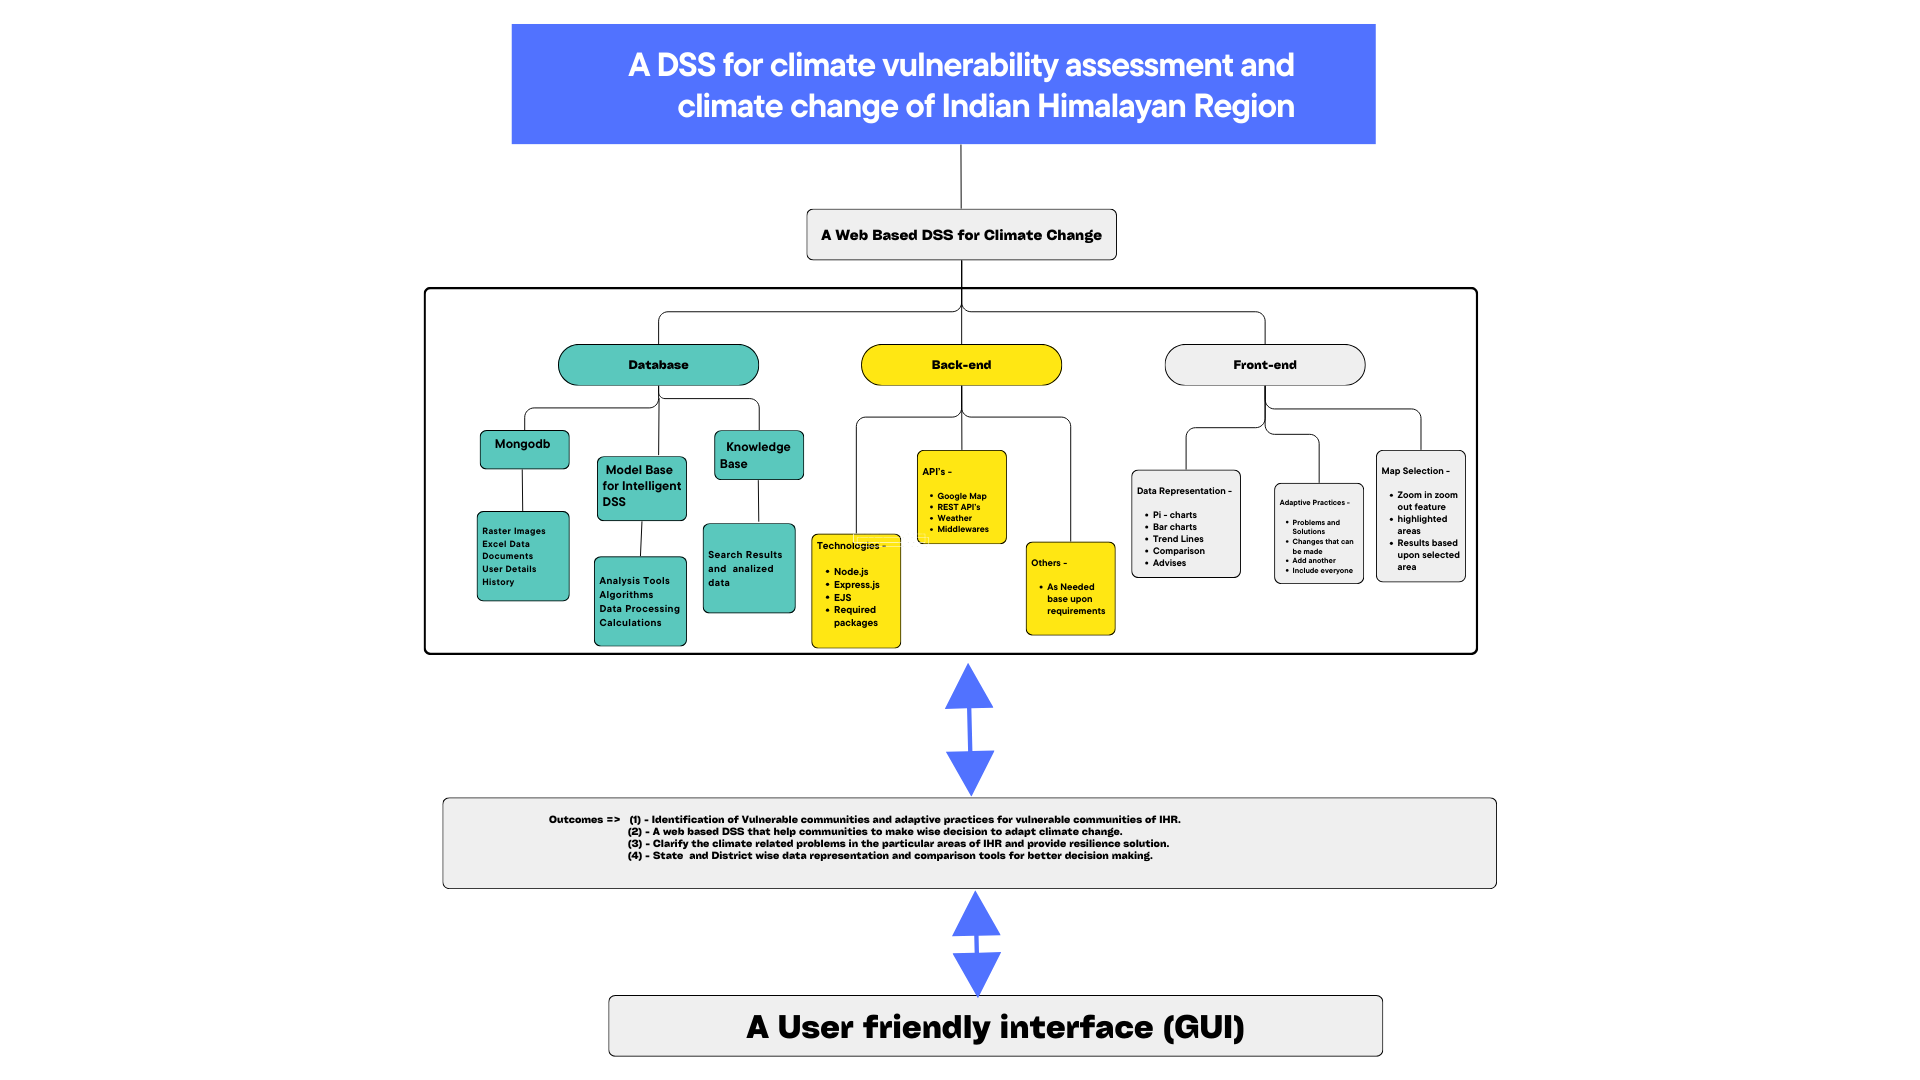 A DSS for climate vulnerability assessment and
climate change of Indian Himalayan Region
A Web Based DSS for Climate Change
Database
Back-end
Front-end
Mongodb
Raster Images
Excel Data
Documents
User Details
History
Model Base
for Intelligent
DSS
Analysis Tools
Algorithms
Data Processing
Calculations
Knowledge
Base
Search Results
and analized
data
Technologies -
• Node.js
• Express.js
• EJS
• Required
packages
API's -
• Google Map
• REST API's
• Weather
• Middlewares
Others -
• As Needed
base upon
requirements
Data Representation -
• Pi - charts
• Bar charts
• Trend Lines
• Comparison
• Advises
Adaptive Practices -
• Problems and
Solutions
• Changes that can
be made
• Add another
• Include everyone
Map Selection -
• Zoom in zoom
out feature
• highlighted
areas
• Results based
upon selected
area
Outcomes => (1) - Identification of Vulnerable communities and adaptive practices for vulnerable communities of IHR.
(2) - A web based DSS that help communities to make wise decision to adapt climate change.
(3) - Clarify the climate related problems in the particular areas of IHR and provide resilience solution.
(4) - State and District wise data representation and comparison tools for better decision making.
A User friendly interface (GUI)